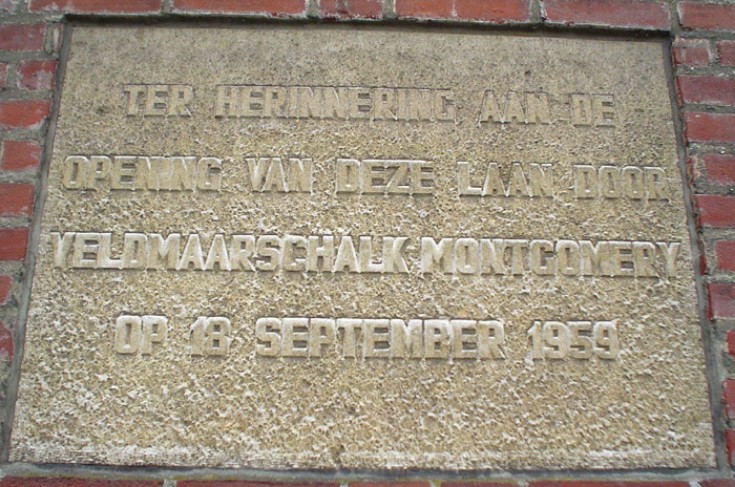 TER HERINNERING AAN DE
OPENING VAN DEZE LAAN DOOR
VELDMAARSCHALK MONTGOMERY
OP 18 SEPTEMBER 1959